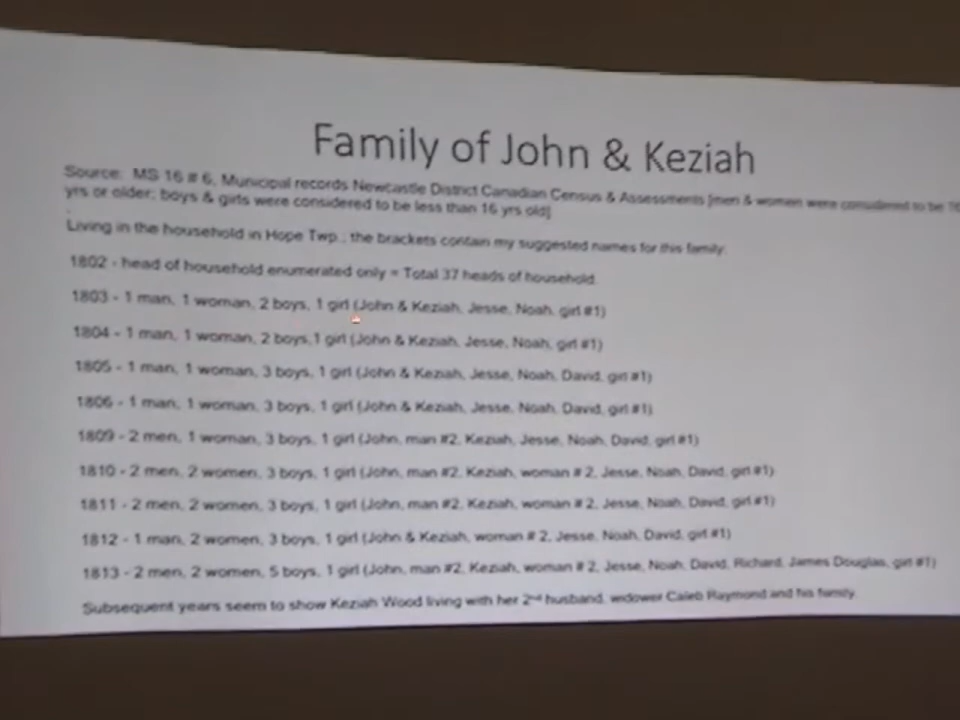 Family of John & Keziah
Source: MS 16 # 6, Municipal records Newcastle District Canadian Census & Assessments [men & women were considered to be 16
yrs or older; boys & girls were considered to be less than 16 yrs old]
Living in the household in Hope Twp.; the brackets contain my suggested names for this family:
1802 - head of household enumerated only = Total 37 heads of household.
1803 - 1 man, 1 woman, 2 boys, 1 girl (John & Keziah, Jesse, Noah, girl #1)
1804 - 1 man, 1 woman, 2 boys,1 girl (John & Keziah, Jesse, Noah, girl #1)
1805 - 1 man, 1 woman, 3 boys, 1 girl (John & Keziah, Jesse, Noah, David, girl #1)
1806 - 1 man, 1 woman, 3 boys, 1 girl (John & Keziah, Jesse, Noah, David, girl #1)
1809 - 2 men, 1 woman, 3 boys, 1 girl (John, man #2, Keziah, Jesse, Noah, David, girl #1)
1810 - 2 men, 2 women, 3 boys, 1 girl (John, man #2, Keziah, woman # 2, Jesse, Noah, David, girl #1)
1811 - 2 men, 2 women, 3 boys, 1 girl (John, man #2, Keziah, woman # 2, Jesse, Noah, David, girl #1)
1812 - 1 man, 2 women, 3 boys, 1 girl (John & Keziah, woman # 2, Jesse, Noah, David, girl #1)
1813 - 2 men, 2 women, 5 boys, 1 girl (John, man #2, Keziah, woman # 2, Jesse, Noah, David, Richard, James Douglas, girl #1)
Subsequent years seem to show Keziah Wood living with her 2nd husband, widower Caleb Raymond and his family.